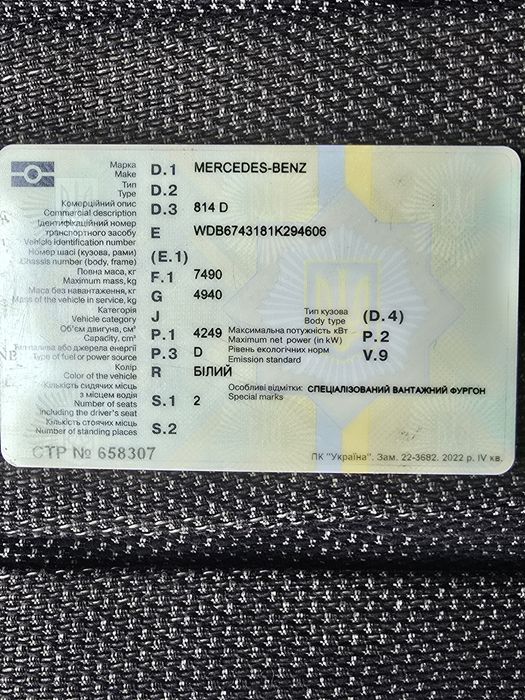 Марка
Make D.1 MERCEDES-BENZ
Тип
Type D.2
Комерційний опис
Commercial description D.3 814 D
Ідентифікаційний номер
транспортного засобу E WDB6743181K294606
Vehicle identification number
Номер шасі (кузова, рами) (E.1)
Chassis number (body, frame)
Повна маса, кг F.1 7490
Maximum mass, kg
Маса без навантаження, кг G 4940
Mass of the vehicle in service, kg
Категорія J Тип кузова (D.4)
Vehicle category Body type
Об'єм двигуна, см³ P.1 4249 Максимальна потужність кВт P.2
Capacity, cm³ Maximum net power (in kW)
Тип палива або джерела енергії P.3 D Рівень екологічних норм V.9
Type of fuel or power source Emission standard
Колір R БІЛИЙ
Color of the vehicle
Кількість сидячих місць Особливі відмітки: СПЕЦІАЛІЗОВАНИЙ ВАНТАЖНИЙ ФУРГОН
з місцем водія S.1 2 Special marks
Number of seats
including the driver's seat
Кількість стоячих місць S.2
Number of standing places
СТР № 658307 ПК "Україна". Зам. 22-3682. 2022 р. IV кв.